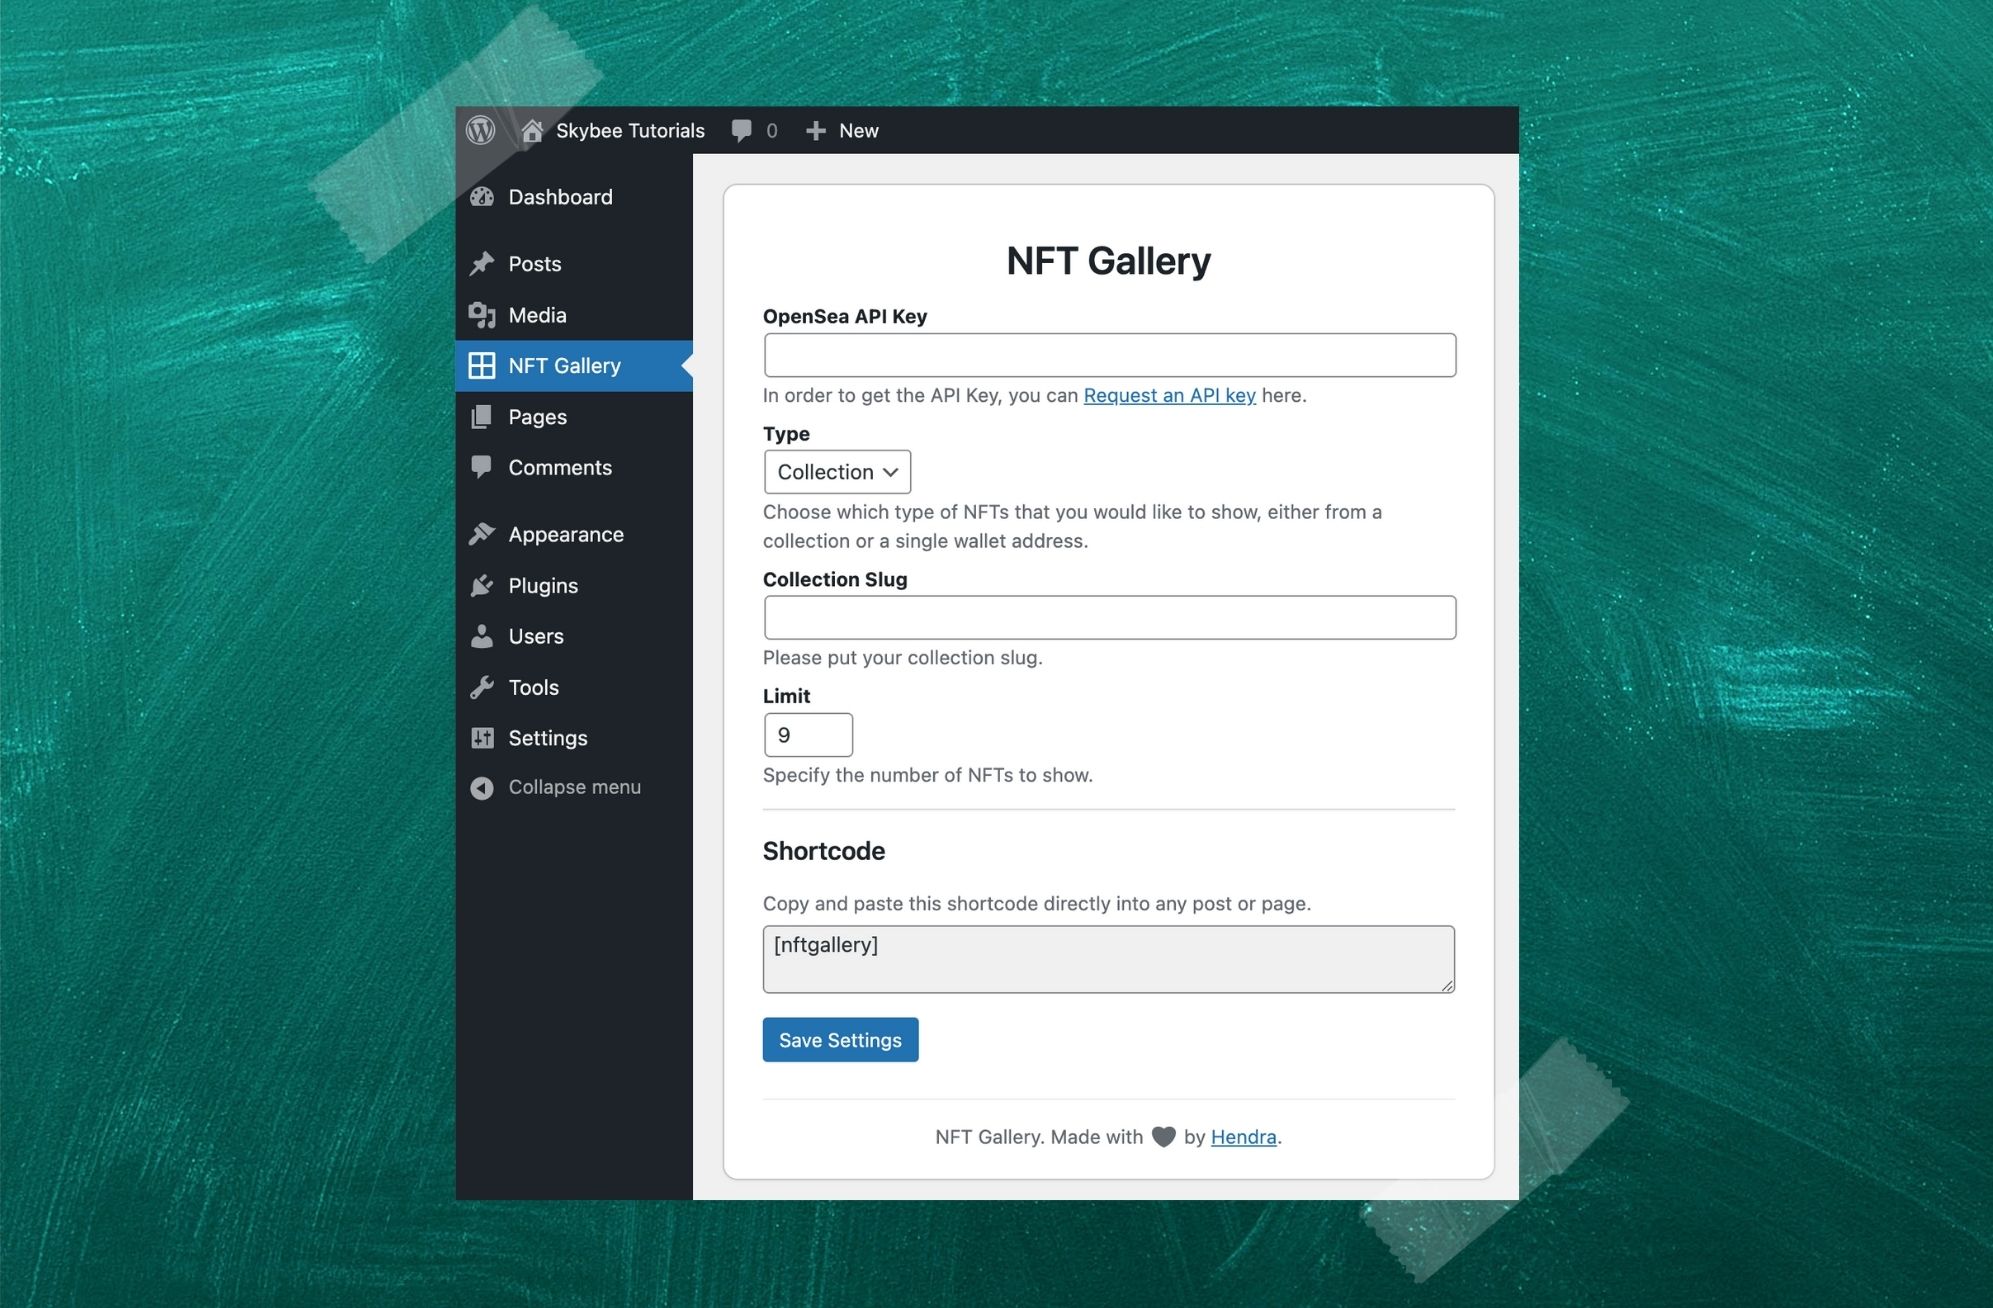 Skybee Tutorials 0 New
Dashboard
Posts
Media
NFT Gallery
Pages
Comments
Appearance
Plugins
Users
Tools
Settings
Collapse menu
NFT Gallery
OpenSea API Key
In order to get the API Key, you can Request an API key here.
Type
Collection
Choose which type of NFTs that you would like to show, either from a
collection or a single wallet address.
Collection Slug
Please put your collection slug.
Limit
9
Specify the number of NFTs to show.
Shortcode
Copy and paste this shortcode directly into any post or page.
[nftgallery]
Save Settings
NFT Gallery. Made with by Hendra.